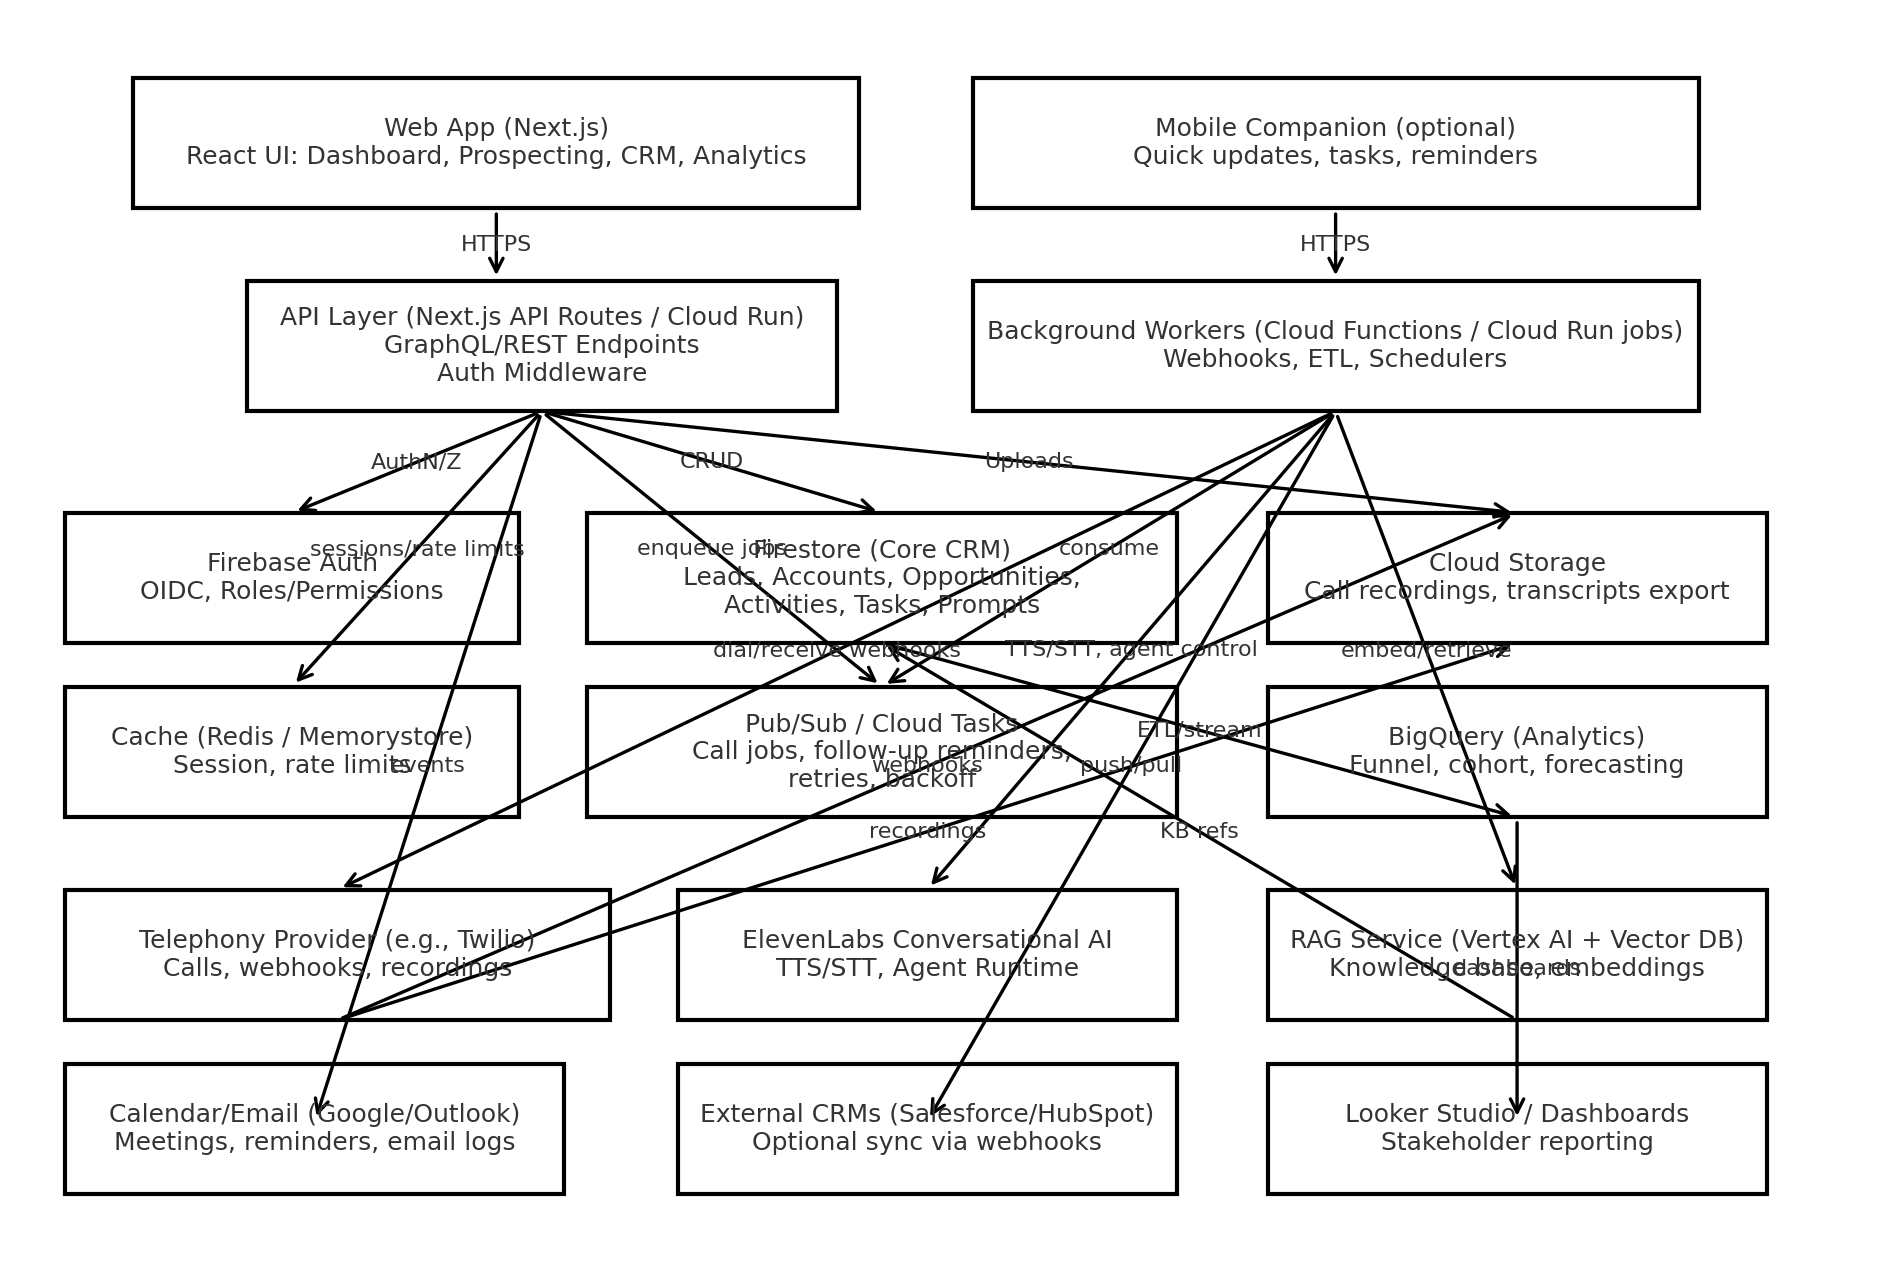 Web App (Next.js)
React UI: Dashboard, Prospecting, CRM, Analytics
Mobile Companion (optional)
Quick updates, tasks, reminders
HTTPS
HTTPS
API Layer (Next.js API Routes / Cloud Run)
GraphQL/REST Endpoints
Auth Middleware
Background Workers (Cloud Functions / Cloud Run jobs)
Webhooks, ETL, Schedulers
AuthN/Z
CRUD
Uploads
Firebase Auth
OIDC, Roles/Permissions
sessions/rate limits
enqueue jobs
Firestore (Core CRM)
Leads, Accounts, Opportunities,
Activities, Tasks, Prompts
consume
Cloud Storage
Call recordings, transcripts export
dial/receive webhooks
TTS/STT, agent control
embed/retrieve
Cache (Redis / Memorystore)
Session, rate limits
events
Pub/Sub / Cloud Tasks
Call jobs, follow-up reminders,
retries, backoff
webhooks
ETL/stream
push/pull
BigQuery (Analytics)
Funnel, cohort, forecasting
recordings
KB refs
Telephony Provider (e.g., Twilio)
Calls, webhooks, recordings
ElevenLabs Conversational AI
TTS/STT, Agent Runtime
RAG Service (Vertex AI + Vector DB)
Knowledge base, embeddings
dashboards
Calendar/Email (Google/Outlook)
Meetings, reminders, email logs
External CRMs (Salesforce/HubSpot)
Optional sync via webhooks
Looker Studio / Dashboards
Stakeholder reporting